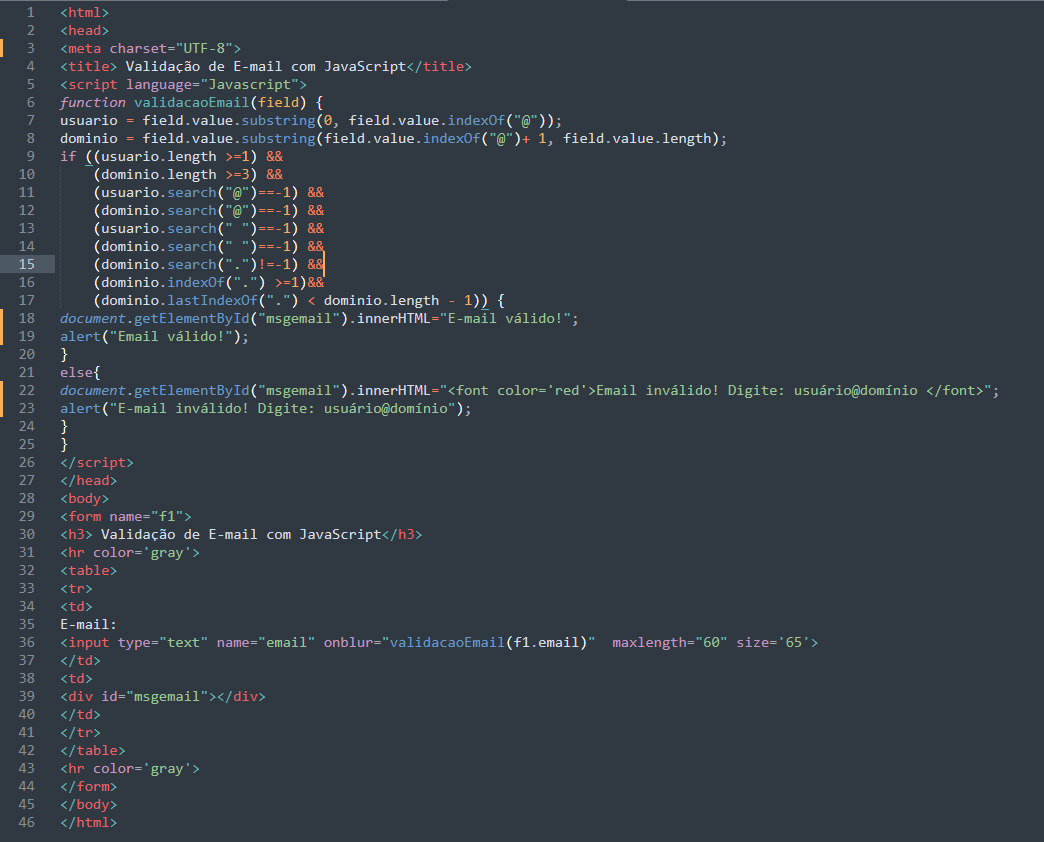 1 <html>
2 <head>
3 <meta charset="UTF-8">
4 <title> Validação de E-mail com JavaScript</title>
5 <script language="Javascript">
6 function validacaoEmail(field) {
7 usuario = field.value.substring(0, field.value.indexOf("@"));
8 dominio = field.value.substring(field.value.indexOf("@")+ 1, field.value.length);
9 if ((usuario.length >=1) &&
10     (dominio.length >=3) &&
11     (usuario.search("@")==-1) &&
12     (dominio.search("@")==-1) &&
13     (usuario.search(" ")==-1) &&
14     (dominio.search(" ")==-1) &&
15     (dominio.search(".")!=-1) &&
16     (dominio.indexOf(".") >=1)&&
17     (dominio.lastIndexOf(".") < dominio.length - 1)) {
18 document.getElementById("msgemail").innerHTML="E-mail válido!";
19 alert("Email válido!");
20 }
21 else{
22 document.getElementById("msgemail").innerHTML="<font color='red'>Email inválido! Digite: usuário@domínio </font>";
23 alert("E-mail inválido! Digite: usuário@domínio");
24 }
25 }
26 </script>
27 </head>
28 <body>
29 <form name="f1">
30 <h3> Validação de E-mail com JavaScript</h3>
31 <hr color='gray'>
32 <table>
33 <tr>
34 <td>
35 E-mail:
36 <input type="text" name="email" onblur="validacaoEmail(f1.email)"  maxlength="60" size='65'>
37 </td>
38 <td>
39 <div id="msgemail"></div>
40 </td>
41 </tr>
42 </table>
43 <hr color='gray'>
44 </form>
45 </body>
46 </html>